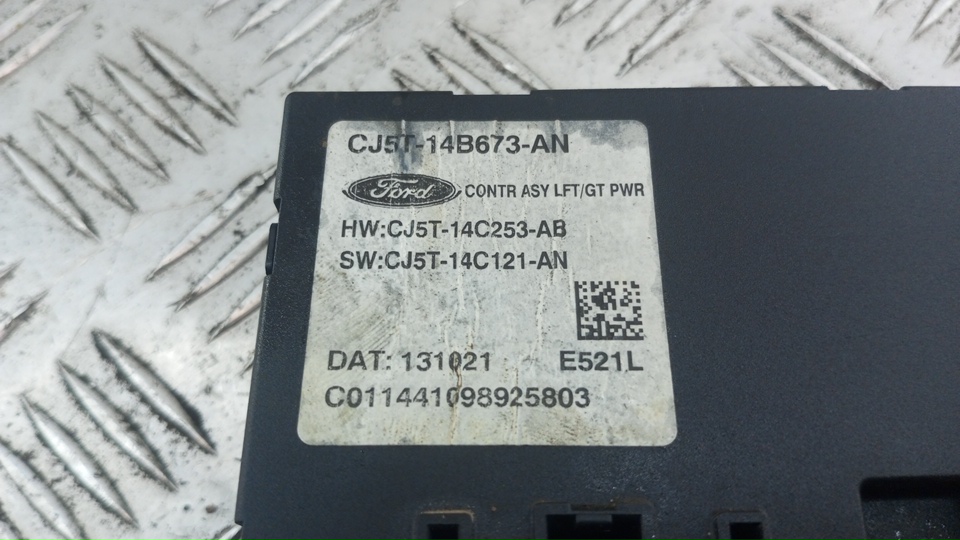 CJ5T-14B673-AN
Ford CONTR ASY LFT/GT PWR
HW:CJ5T-14C253-AB
SW:CJ5T-14C121-AN
DAT: 131021 E521L
C011441098925803